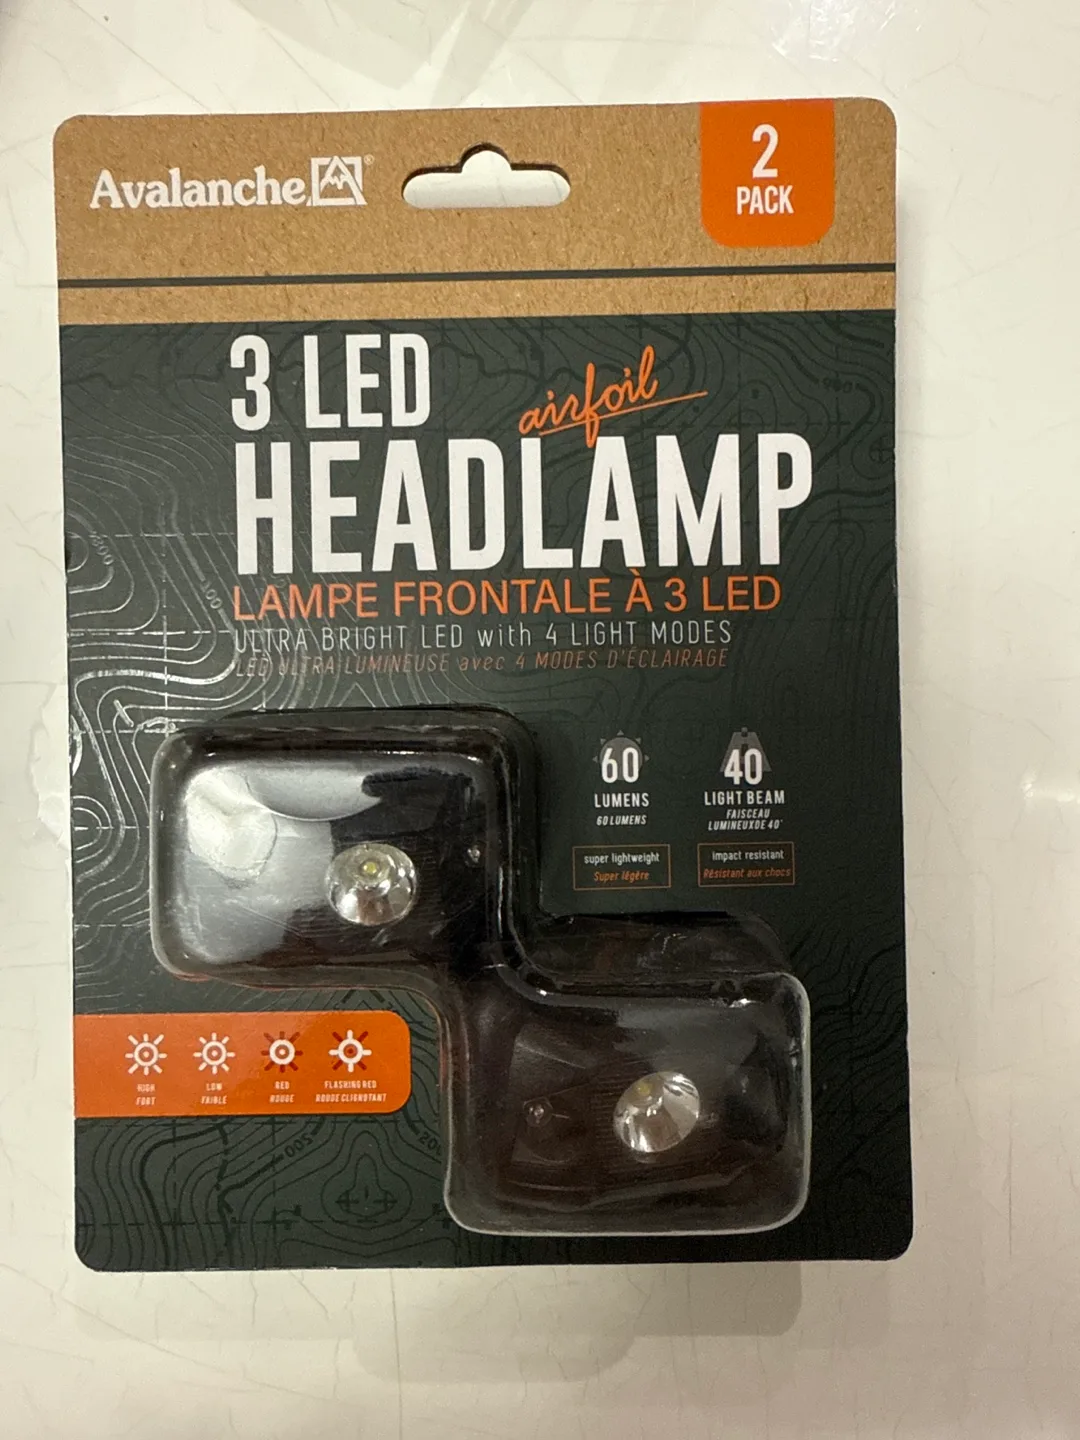 Avalanche®
2
PACK
3 LED
airfoil
HEADLAMP
LAMPE FRONTALE À 3 LED
ULTRA BRIGHT LED with 4 LIGHT MODES
LED ULTRA LUMINEUSE avec 4 MODES D'ÉCLAIRAGE
60
LUMENS
60 LUMENS
40
LIGHT BEAM
FAISCEAU
LUMINEUXDE 40°
super lightweight
Super légère
impact resistant
Résistant aux chocs
HIGH
FORT
LOW
FAIBLE
RED
ROUGE
FLASHING RED
ROUGE CLIGNOTANT
500